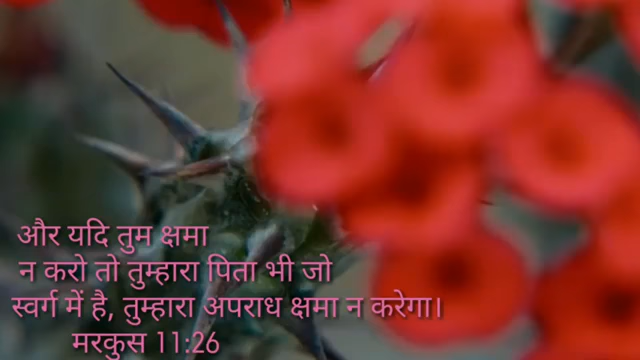 और यदि तुम क्षमा
न करो तो तुम्हारा पिता भी जो
स्वर्ग में है, तुम्हारा अपराध क्षमा न करेगा।
मरकुस 11:26